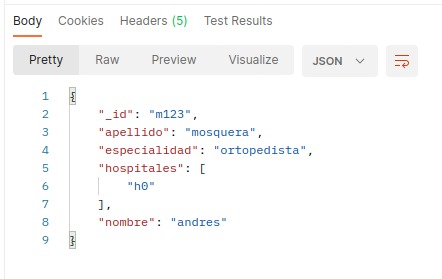 Body Cookies Headers (5) Test Results
Pretty Raw Preview Visualize JSON
1 {
2 "_id": "m123",
3 "apellido": "mosquera",
4 "especialidad": "ortopedista",
5 "hospitales": [
6 "h0"
7 ],
8 "nombre": "andres"
9 }